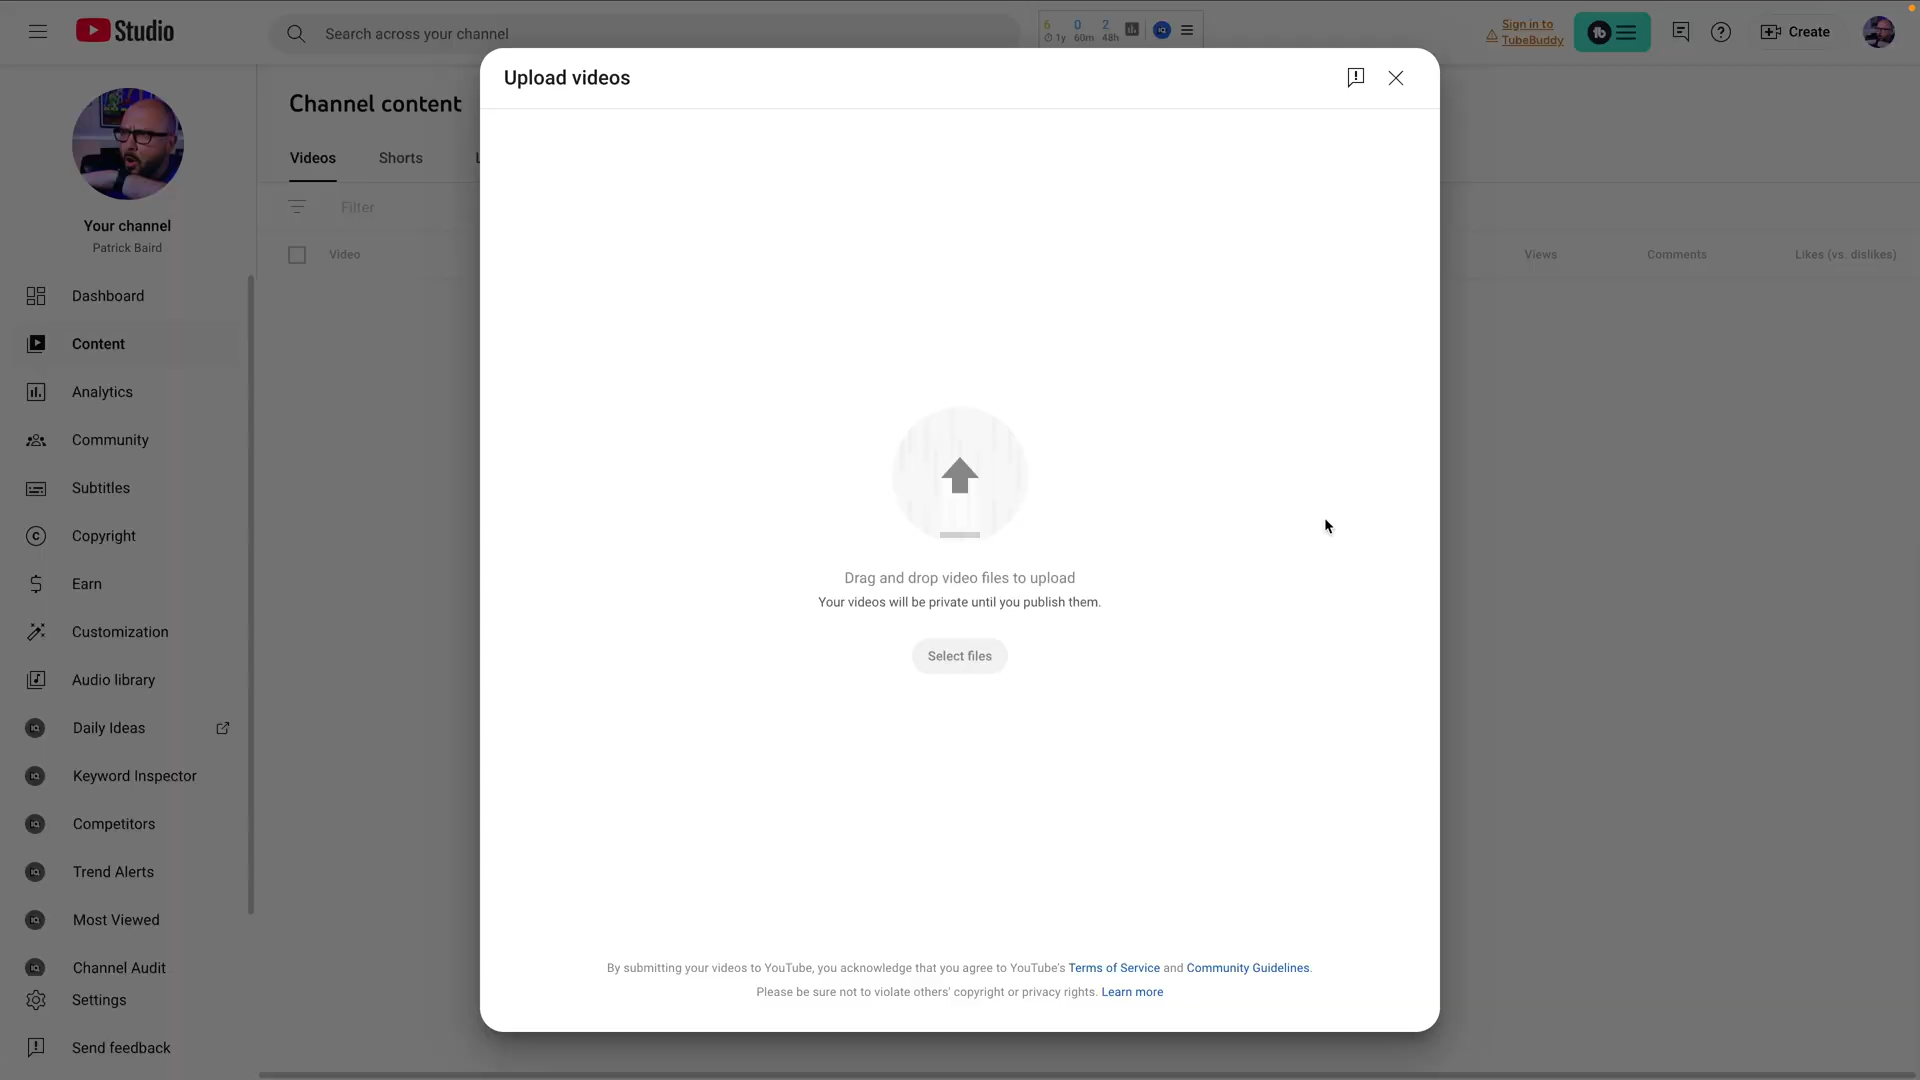 Studio
Search across your channel
6 0 2
1y 60m 48h
Sign in to
TubeBuddy
tb
Create
Upload videos
Your channel
Patrick Baird
Dashboard
Content
Analytics
Community
Subtitles
Copyright
Earn
Customization
Audio library
Daily Ideas
Keyword Inspector
Competitors
Trend Alerts
Most Viewed
Channel Audit
Settings
Send feedback
Channel content
Videos Shorts
Filter
Video
Views Comments Likes (vs. dislikes)
Drag and drop video files to upload
Your videos will be private until you publish them.
Select files
By submitting your videos to YouTube, you acknowledge that you agree to YouTube's Terms of Service and Community Guidelines.
Please be sure not to violate others' copyright or privacy rights. Learn more